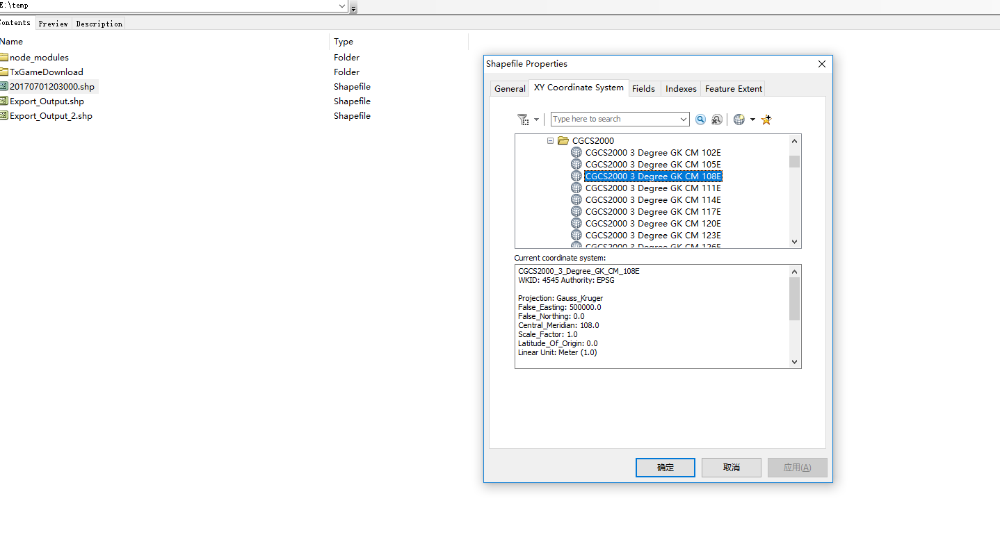 E:\temp
Contents
Preview
Description
Name
Type
node_modules
Folder
TxGameDownload
Folder
20170701203000.shp
Shapefile
Export_Output.shp
Shapefile
Export_Output_2.shp
Shapefile
Shapefile Properties
General
XY Coordinate System
Fields
Indexes
Feature Extent
Type here to search
CGCS2000
CGCS2000 3 Degree GK CM 102E
CGCS2000 3 Degree GK CM 105E
CGCS2000 3 Degree GK CM 108E
CGCS2000 3 Degree GK CM 111E
CGCS2000 3 Degree GK CM 114E
CGCS2000 3 Degree GK CM 117E
CGCS2000 3 Degree GK CM 120E
CGCS2000 3 Degree GK CM 123E
CGCS2000 3 Degree GK CM 126E
Current coordinate system:
CGCS2000_3_Degree_GK_CM_108E
WKID: 4545 Authority: EPSG
Projection: Gauss_Kruger
False_Easting: 500000.0
False_Northing: 0.0
Central_Meridian: 108.0
Scale_Factor: 1.0
Latitude_Of_Origin: 0.0
Linear Unit: Meter (1.0)
确定
取消
应用(A)